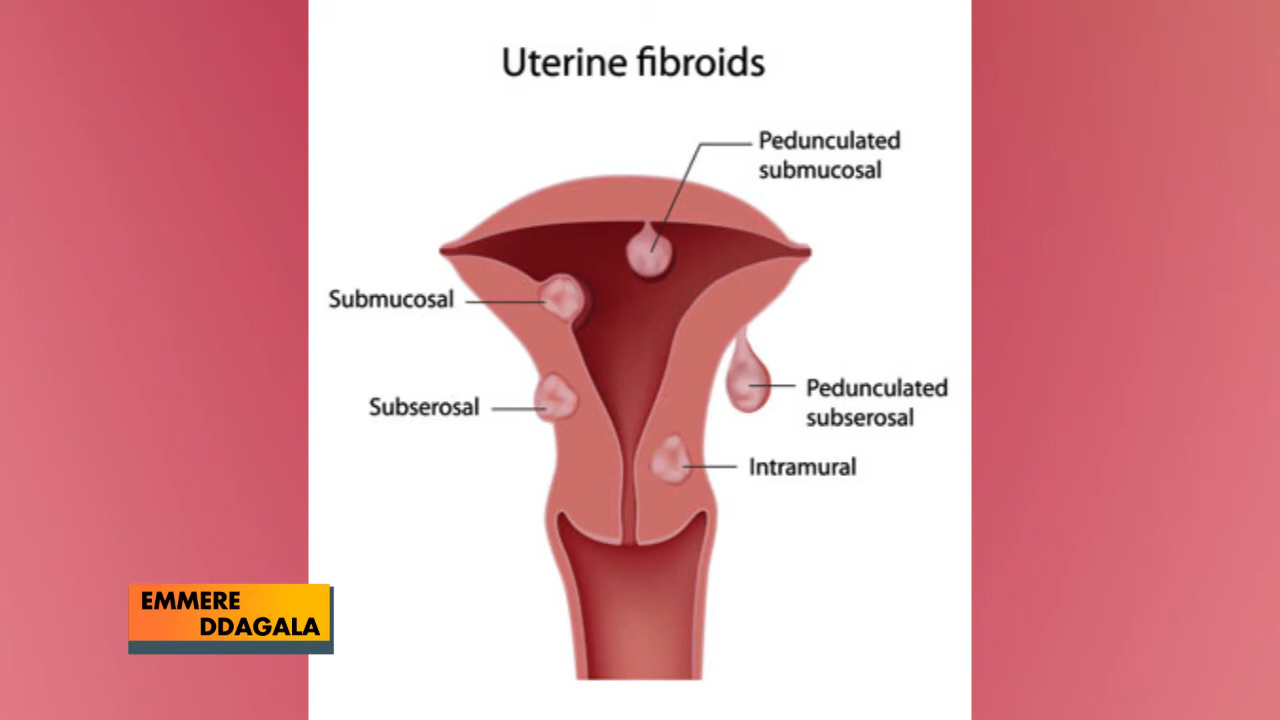 Uterine fibroids
Pedunculated
submucosal
Submucosal
Pedunculated
subserosal
Subserosal
Intramural
EMMERE
DDAGALA